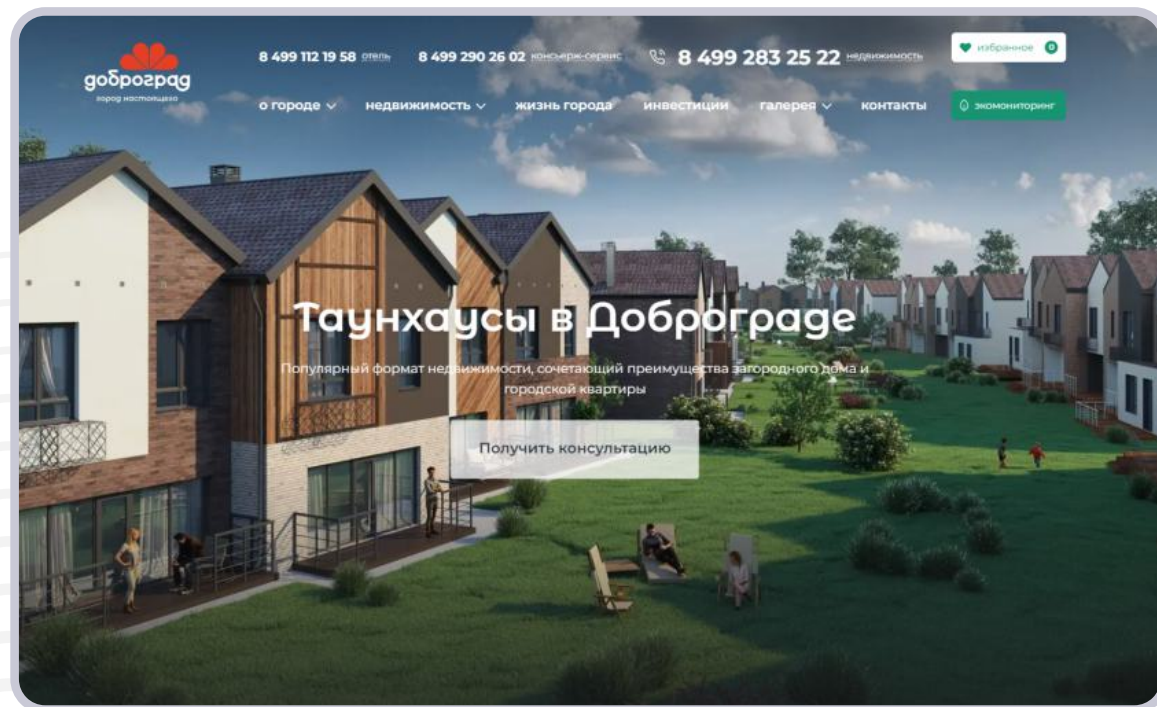 доброград
город настоящего
8 499 112 19 58 отель
8 499 290 26 02 консьерж-сервис
8 499 283 25 22 недвижимость
избранное 0
о городе
недвижимость
жизнь города
инвестиции
галерея
контакты
экомониторинг
Таунхаусы в Доброграде
Популярный формат недвижимости, сочетающий преимущества загородного дома и
городской квартиры
Получить консультацию